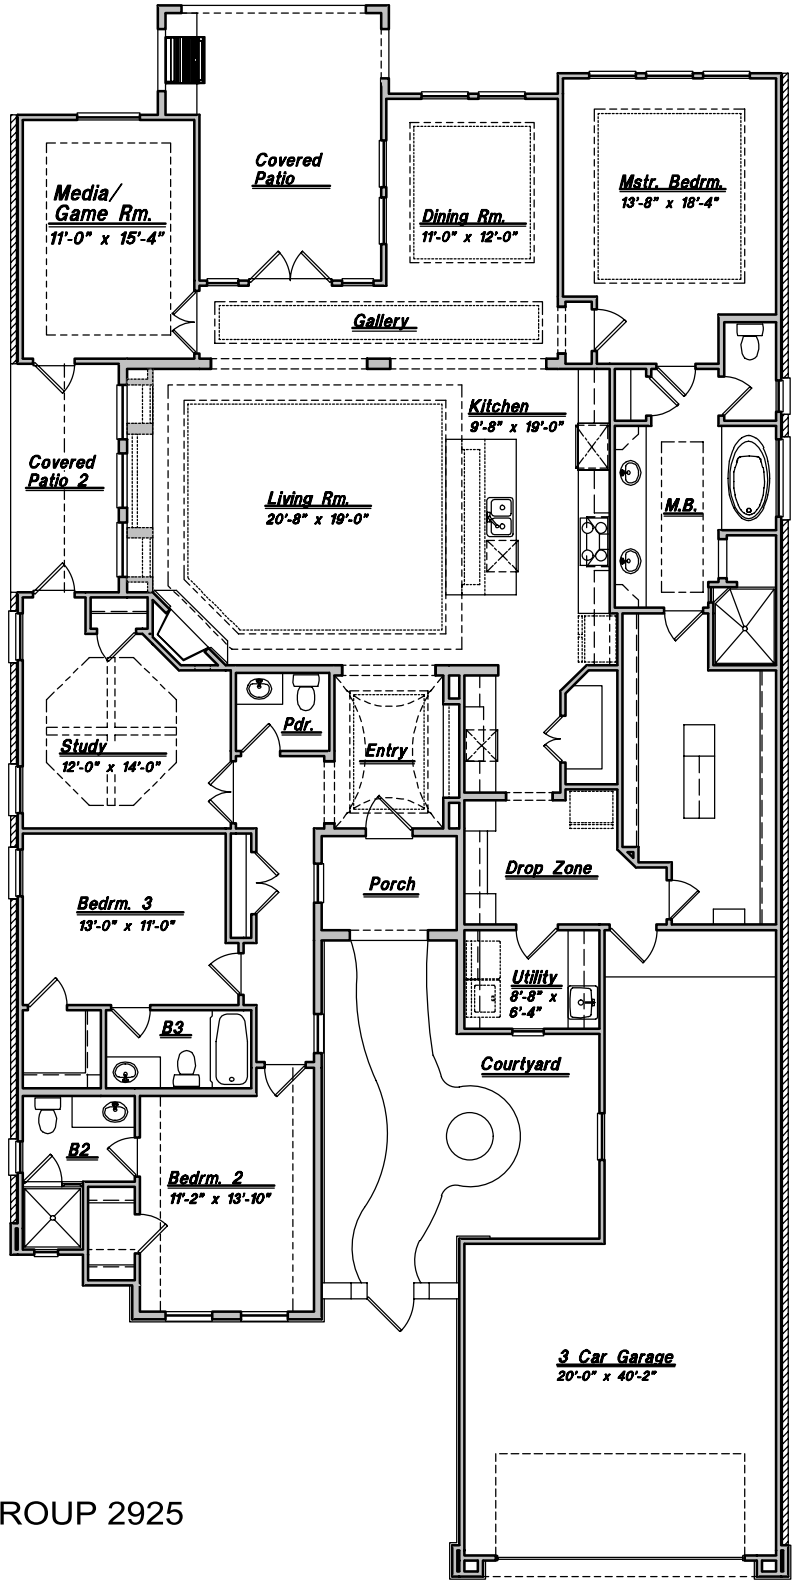 Covered
Patio
Mstr. Bedrm.
13'-8" x 18'-4"
Media/
Game Rm.
11'-0" x 15'-4"
Dining Rm.
11'-0" x 12'-0"
Gallery
Kitchen
9'-8" x 19'-0"
Covered
Patio 2
Living Rm.
20'-8" x 19'-0"
M.B.
Pdr.
Study
12'-0" x 14'-0"
Entry
Drop Zone
Porch
Bedrm. 3
13'-0" x 11'-0"
Utility
8'-8" x
6'-4"
B3
Courtyard
B2
Bedrm. 2
11'-2" x 13'-10"
3 Car Garage
20'-0" x 40'-2"
ROUP 2925